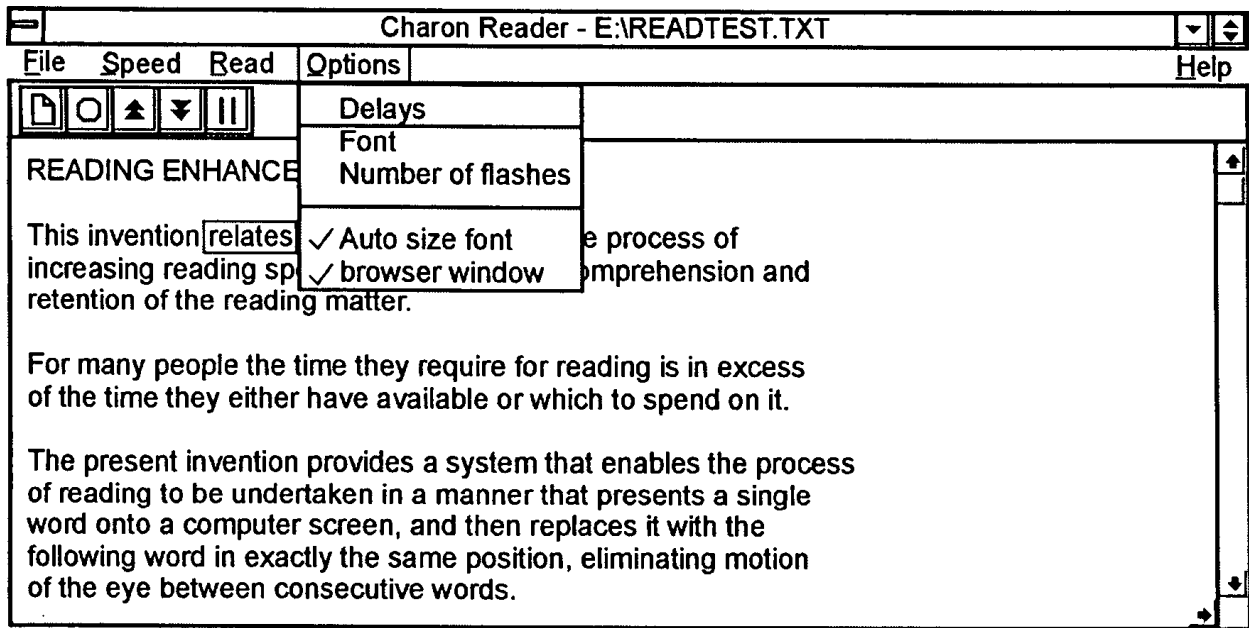 Charon Reader - E:\READTEST.TXT
File Speed Read Options Help
Delays
Font
Number of flashes
✓ Auto size font
✓ browser window
READING ENHANCE
This invention relates e process of
increasing reading sp omprehension and
retention of the reading matter.
For many people the time they require for reading is in excess
of the time they either have available or which to spend on it.
The present invention provides a system that enables the process
of reading to be undertaken in a manner that presents a single
word onto a computer screen, and then replaces it with the
following word in exactly the same position, eliminating motion
of the eye between consecutive words.